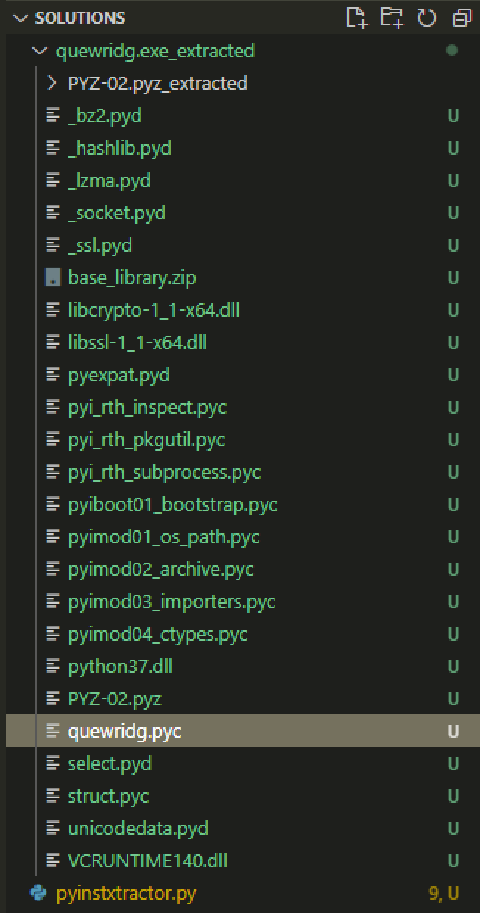 SOLUTIONS
quewridg.exe_extracted
PYZ-02.pyz_extracted
_bz2.pyd U
_hashlib.pyd U
_lzma.pyd U
_socket.pyd U
_ssl.pyd U
base_library.zip U
libcrypto-1_1-x64.dll U
libssl-1_1-x64.dll U
pyexpat.pyd U
pyi_rth_inspect.pyc U
pyi_rth_pkgutil.pyc U
pyi_rth_subprocess.pyc U
pyiboot01_bootstrap.pyc U
pyimod01_os_path.pyc U
pyimod02_archive.pyc U
pyimod03_importers.pyc U
pyimod04_ctypes.pyc U
python37.dll U
PYZ-02.pyz U
quewridg.pyc U
select.pyd U
struct.pyc U
unicodedata.pyd U
VCRUNTIME140.dll U
pyinstxtractor.py 9, U